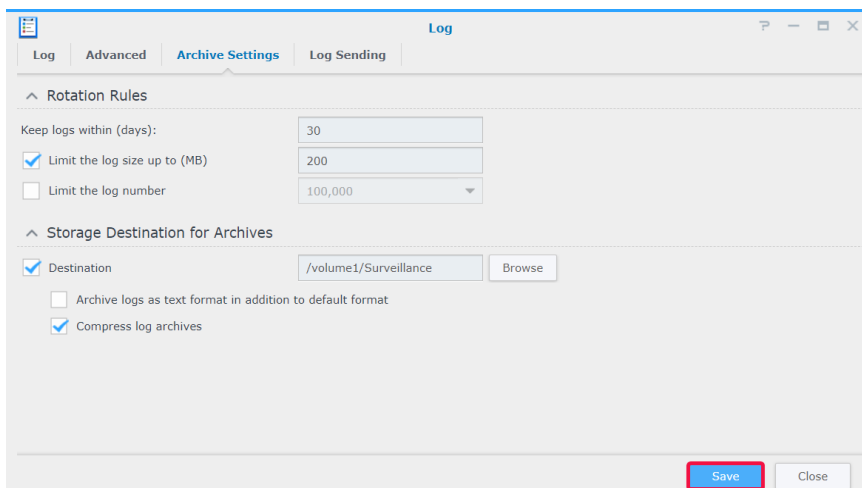 Log
Log Advanced Archive Settings Log Sending
Rotation Rules
Keep logs within (days): 30
Limit the log size up to (MB) 200
Limit the log number 100,000
Storage Destination for Archives
Destination /volume1/Surveillance Browse
Archive logs as text format in addition to default format
Compress log archives
Save Close